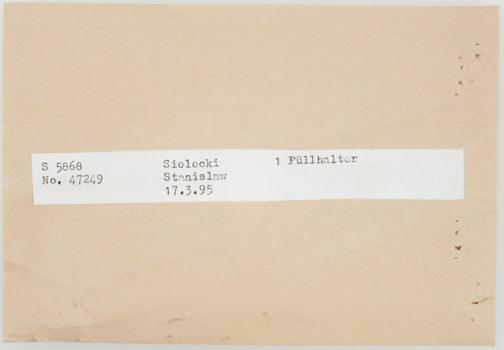 S 5868 Sielecki 1 Füllhalter
No. 47249 Stanislaw
17.3.95